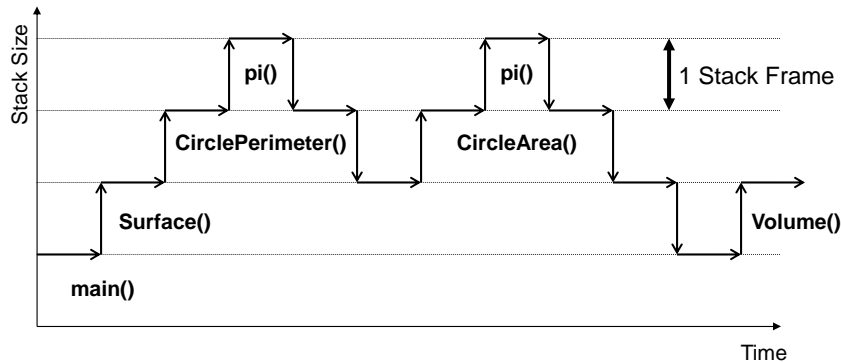 Stack Size
pi()
pi()
1 Stack Frame
CirclePerimeter()
CircleArea()
Surface()
Volume()
main()
Time